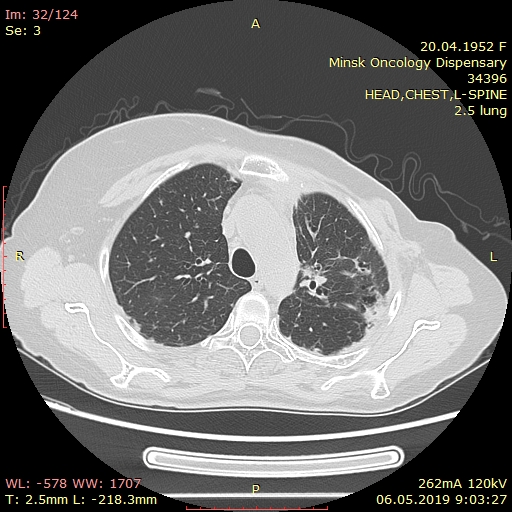 Im: 32/124
Se: 3
A
20.04.1952 F
Minsk Oncology Dispensary
34396
HEAD,CHEST,L-SPINE
2.5 lung
R
L
WL: -578 WW: 1707
T: 2.5mm L: -218.3mm
P
262mA 120kV
06.05.2019 9:03:27